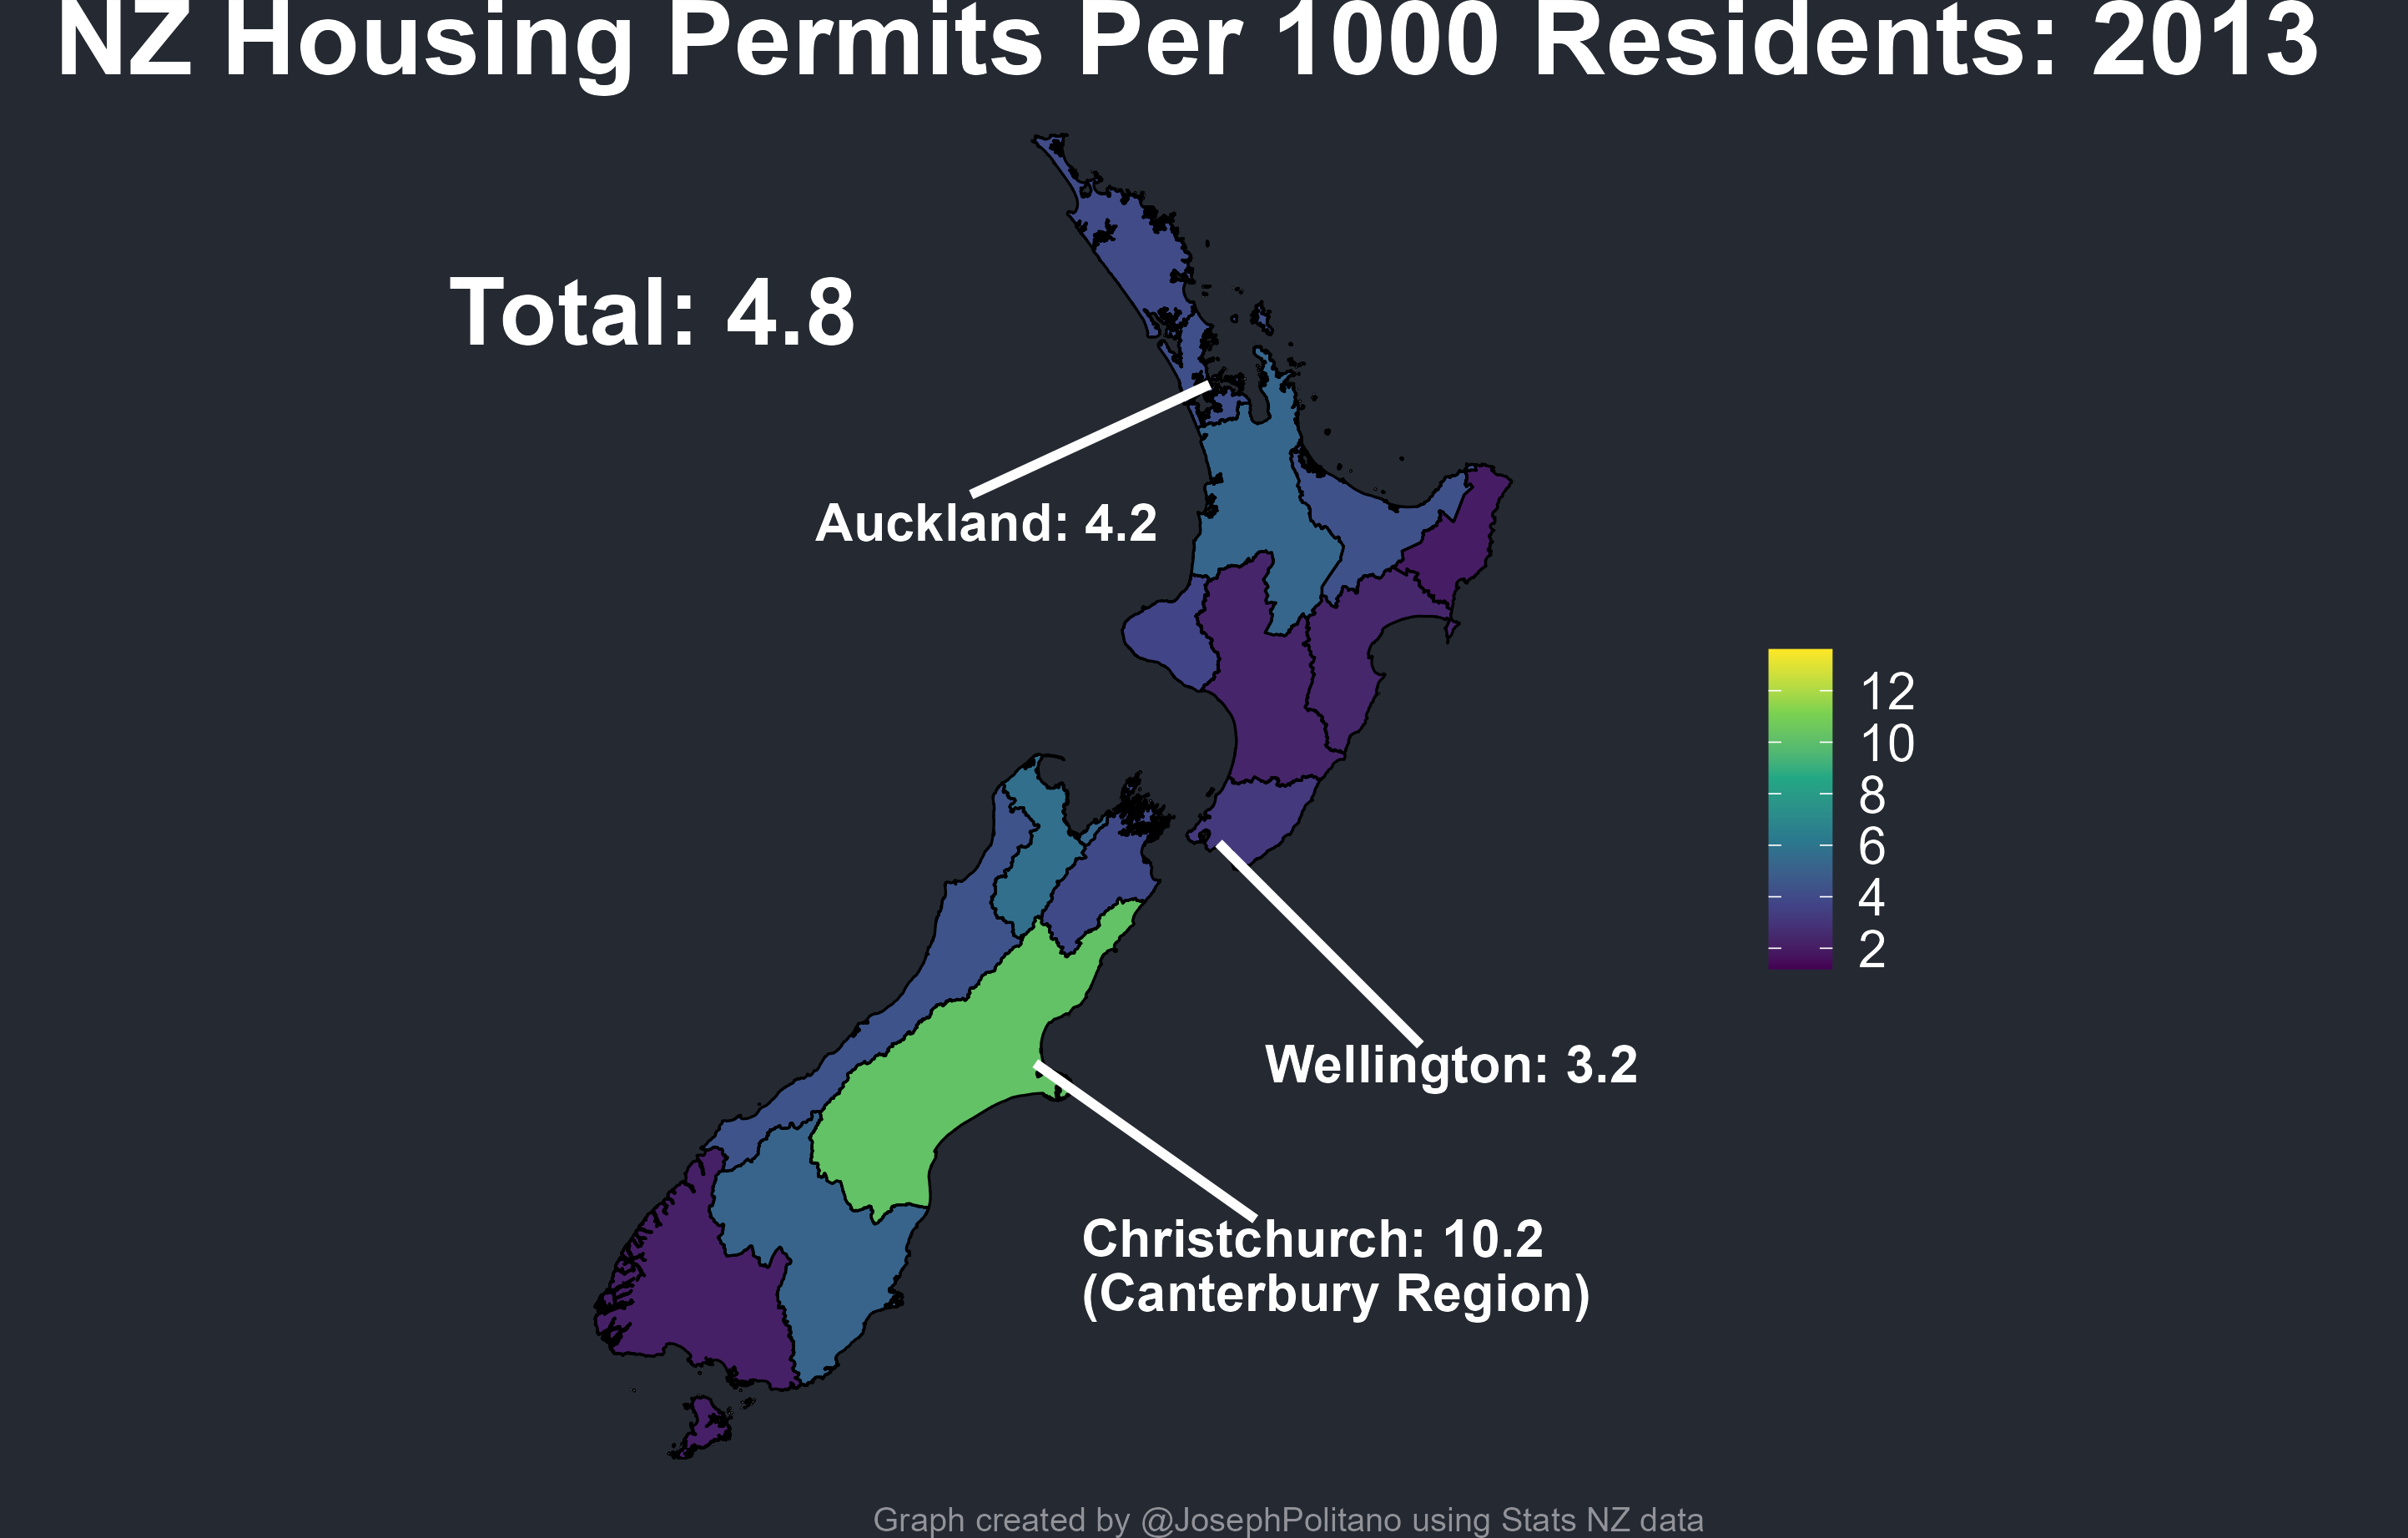 NZ Housing Permits Per 1000 Residents: 2013
Total: 4.8
Auckland: 4.2
12
10
8
6
4
2
Wellington: 3.2
Christchurch: 10.2
(Canterbury Region)
Graph created by @JosephPolitano using Stats NZ data